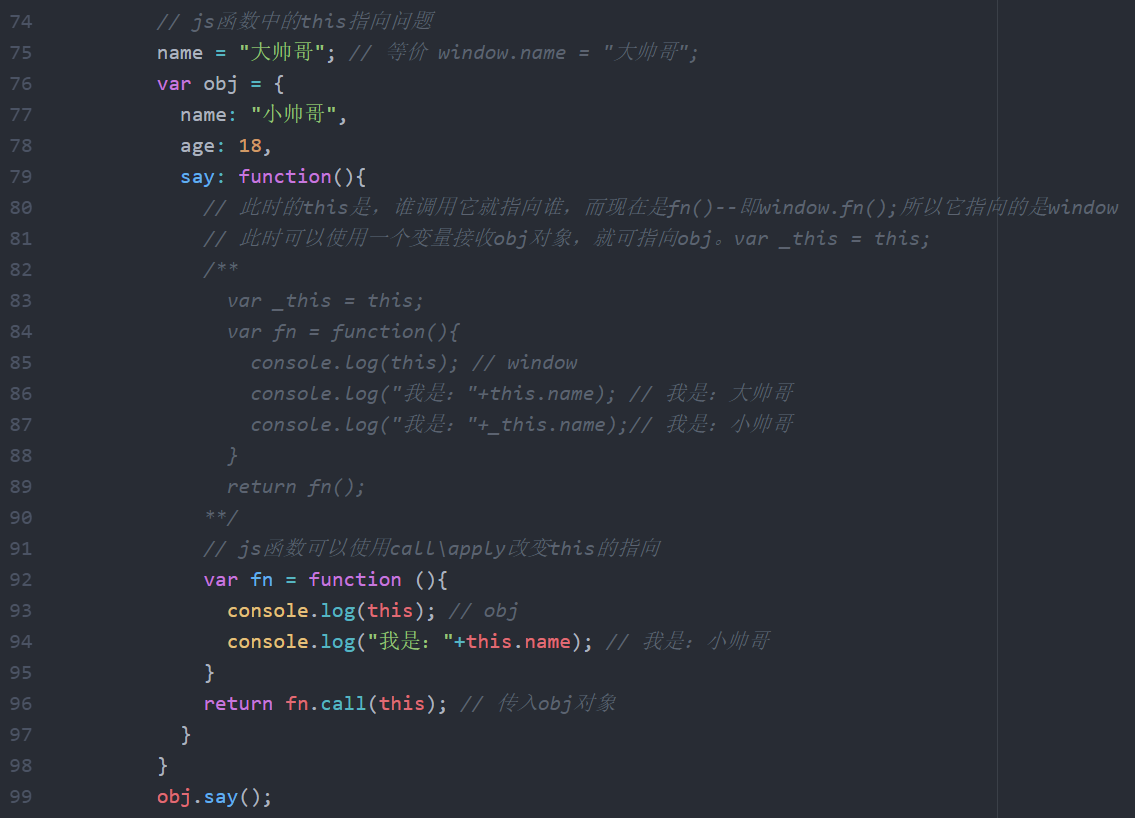 74 // js函数中的this指向问题
75 name = "大帅哥"; // 等价 window.name = "大帅哥";
76 var obj = {
77 name: "小帅哥",
78 age: 18,
79 say: function(){
80 // 此时的this是，谁调用它就指向谁，而现在是fn()--即window.fn();所以它指向的是window
81 // 此时可以使用一个变量接收obj对象，就可指向obj。var _this = this;
82 /**
83 var _this = this;
84 var fn = function(){
85 console.log(this); // window
86 console.log("我是："+this.name); // 我是：大帅哥
87 console.log("我是："+_this.name);// 我是：小帅哥
88 }
89 return fn();
90 **/
91 // js函数可以使用call\apply改变this的指向
92 var fn = function (){
93 console.log(this); // obj
94 console.log("我是："+this.name); // 我是：小帅哥
95 }
96 return fn.call(this); // 传入obj对象
97 }
98 }
99 obj.say();